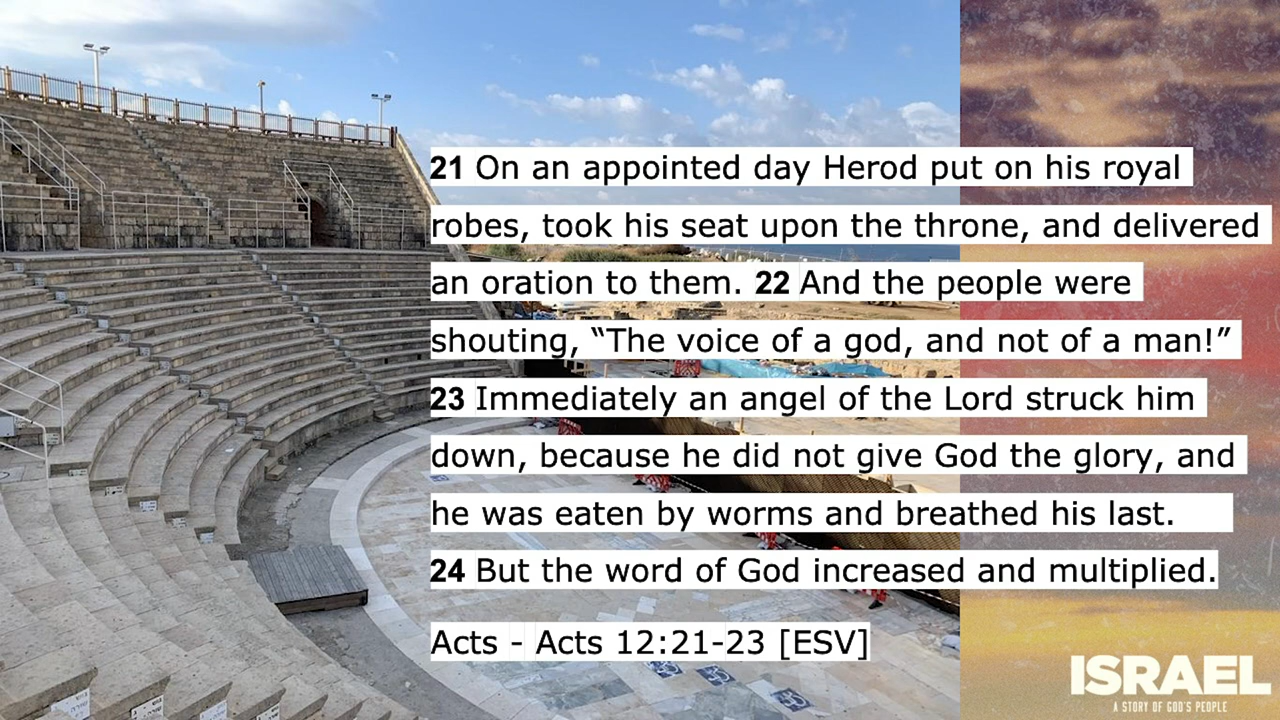 21 On an appointed day Herod put on his royal
robes, took his seat upon the throne, and delivered
an oration to them. 22 And the people were
shouting, “The voice of a god, and not of a man!”
23 Immediately an angel of the Lord struck him
down, because he did not give God the glory, and
he was eaten by worms and breathed his last.
24 But the word of God increased and multiplied.
Acts - Acts 12:21-23 [ESV]
ISRAEL
A STORY OF GOD'S PEOPLE